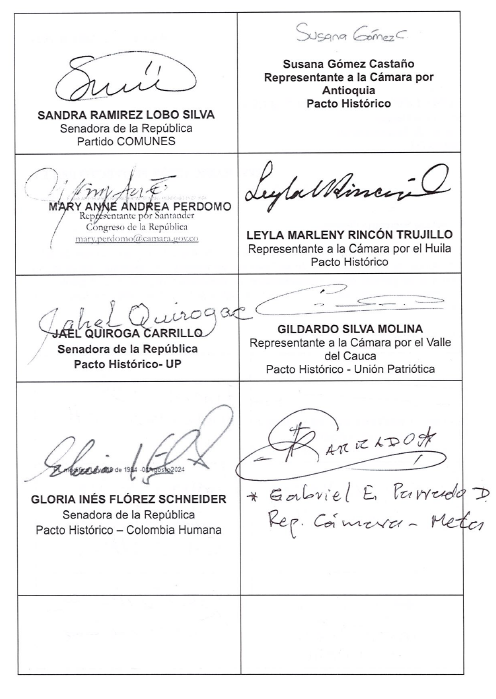 Susana Gómez C
Susana Gómez Castaño
Representante a la Cámara por
Antioquia
Pacto Histórico
SANDRA RAMIREZ LOBO SILVA
Senadora de la República
Partido COMUNES
MARY ANNE ANDREA PERDOMO
Representante por Santander
Congreso de la República
mary.perdomo@camara.gov.co
Leyla Rincón
LEYLA MARLENY RINCÓN TRUJILLO
Representante a la Cámara por el Huila
Pacto Histórico
Jahel Quirogac
JAEL QUIROGA CARRILLO
Senadora de la República
Pacto Histórico- UP
GILDARDO SILVA MOLINA
Representante a la Cámara por el Valle
del Cauca
Pacto Histórico - Unión Patriótica
GLORIA INÉS FLÓREZ SCHNEIDER
Senadora de la República
Pacto Histórico – Colombia Humana
* Gabriel E. Parrado D.
Rep. Cámara - Meta